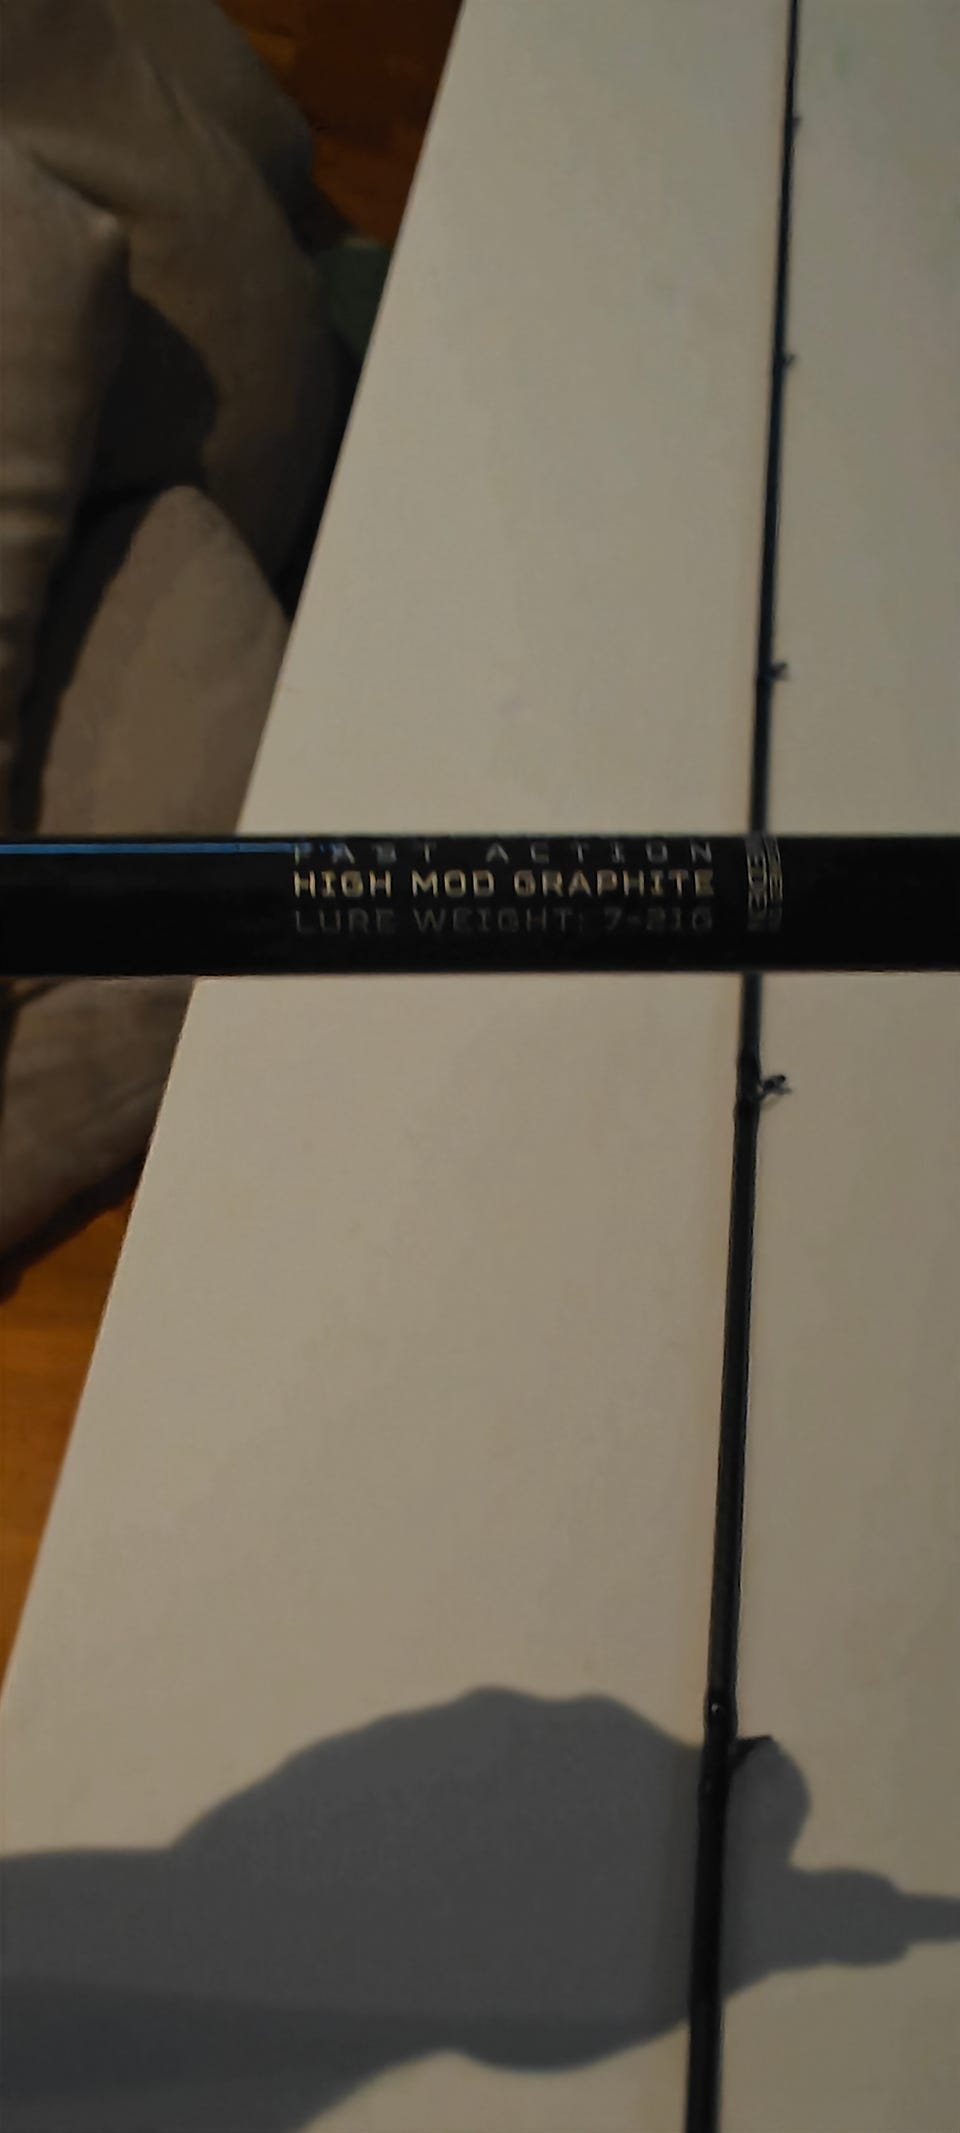 FAST ACTION
HIGH MOD GRAPHITE
LURE WEIGHT: 7-21G